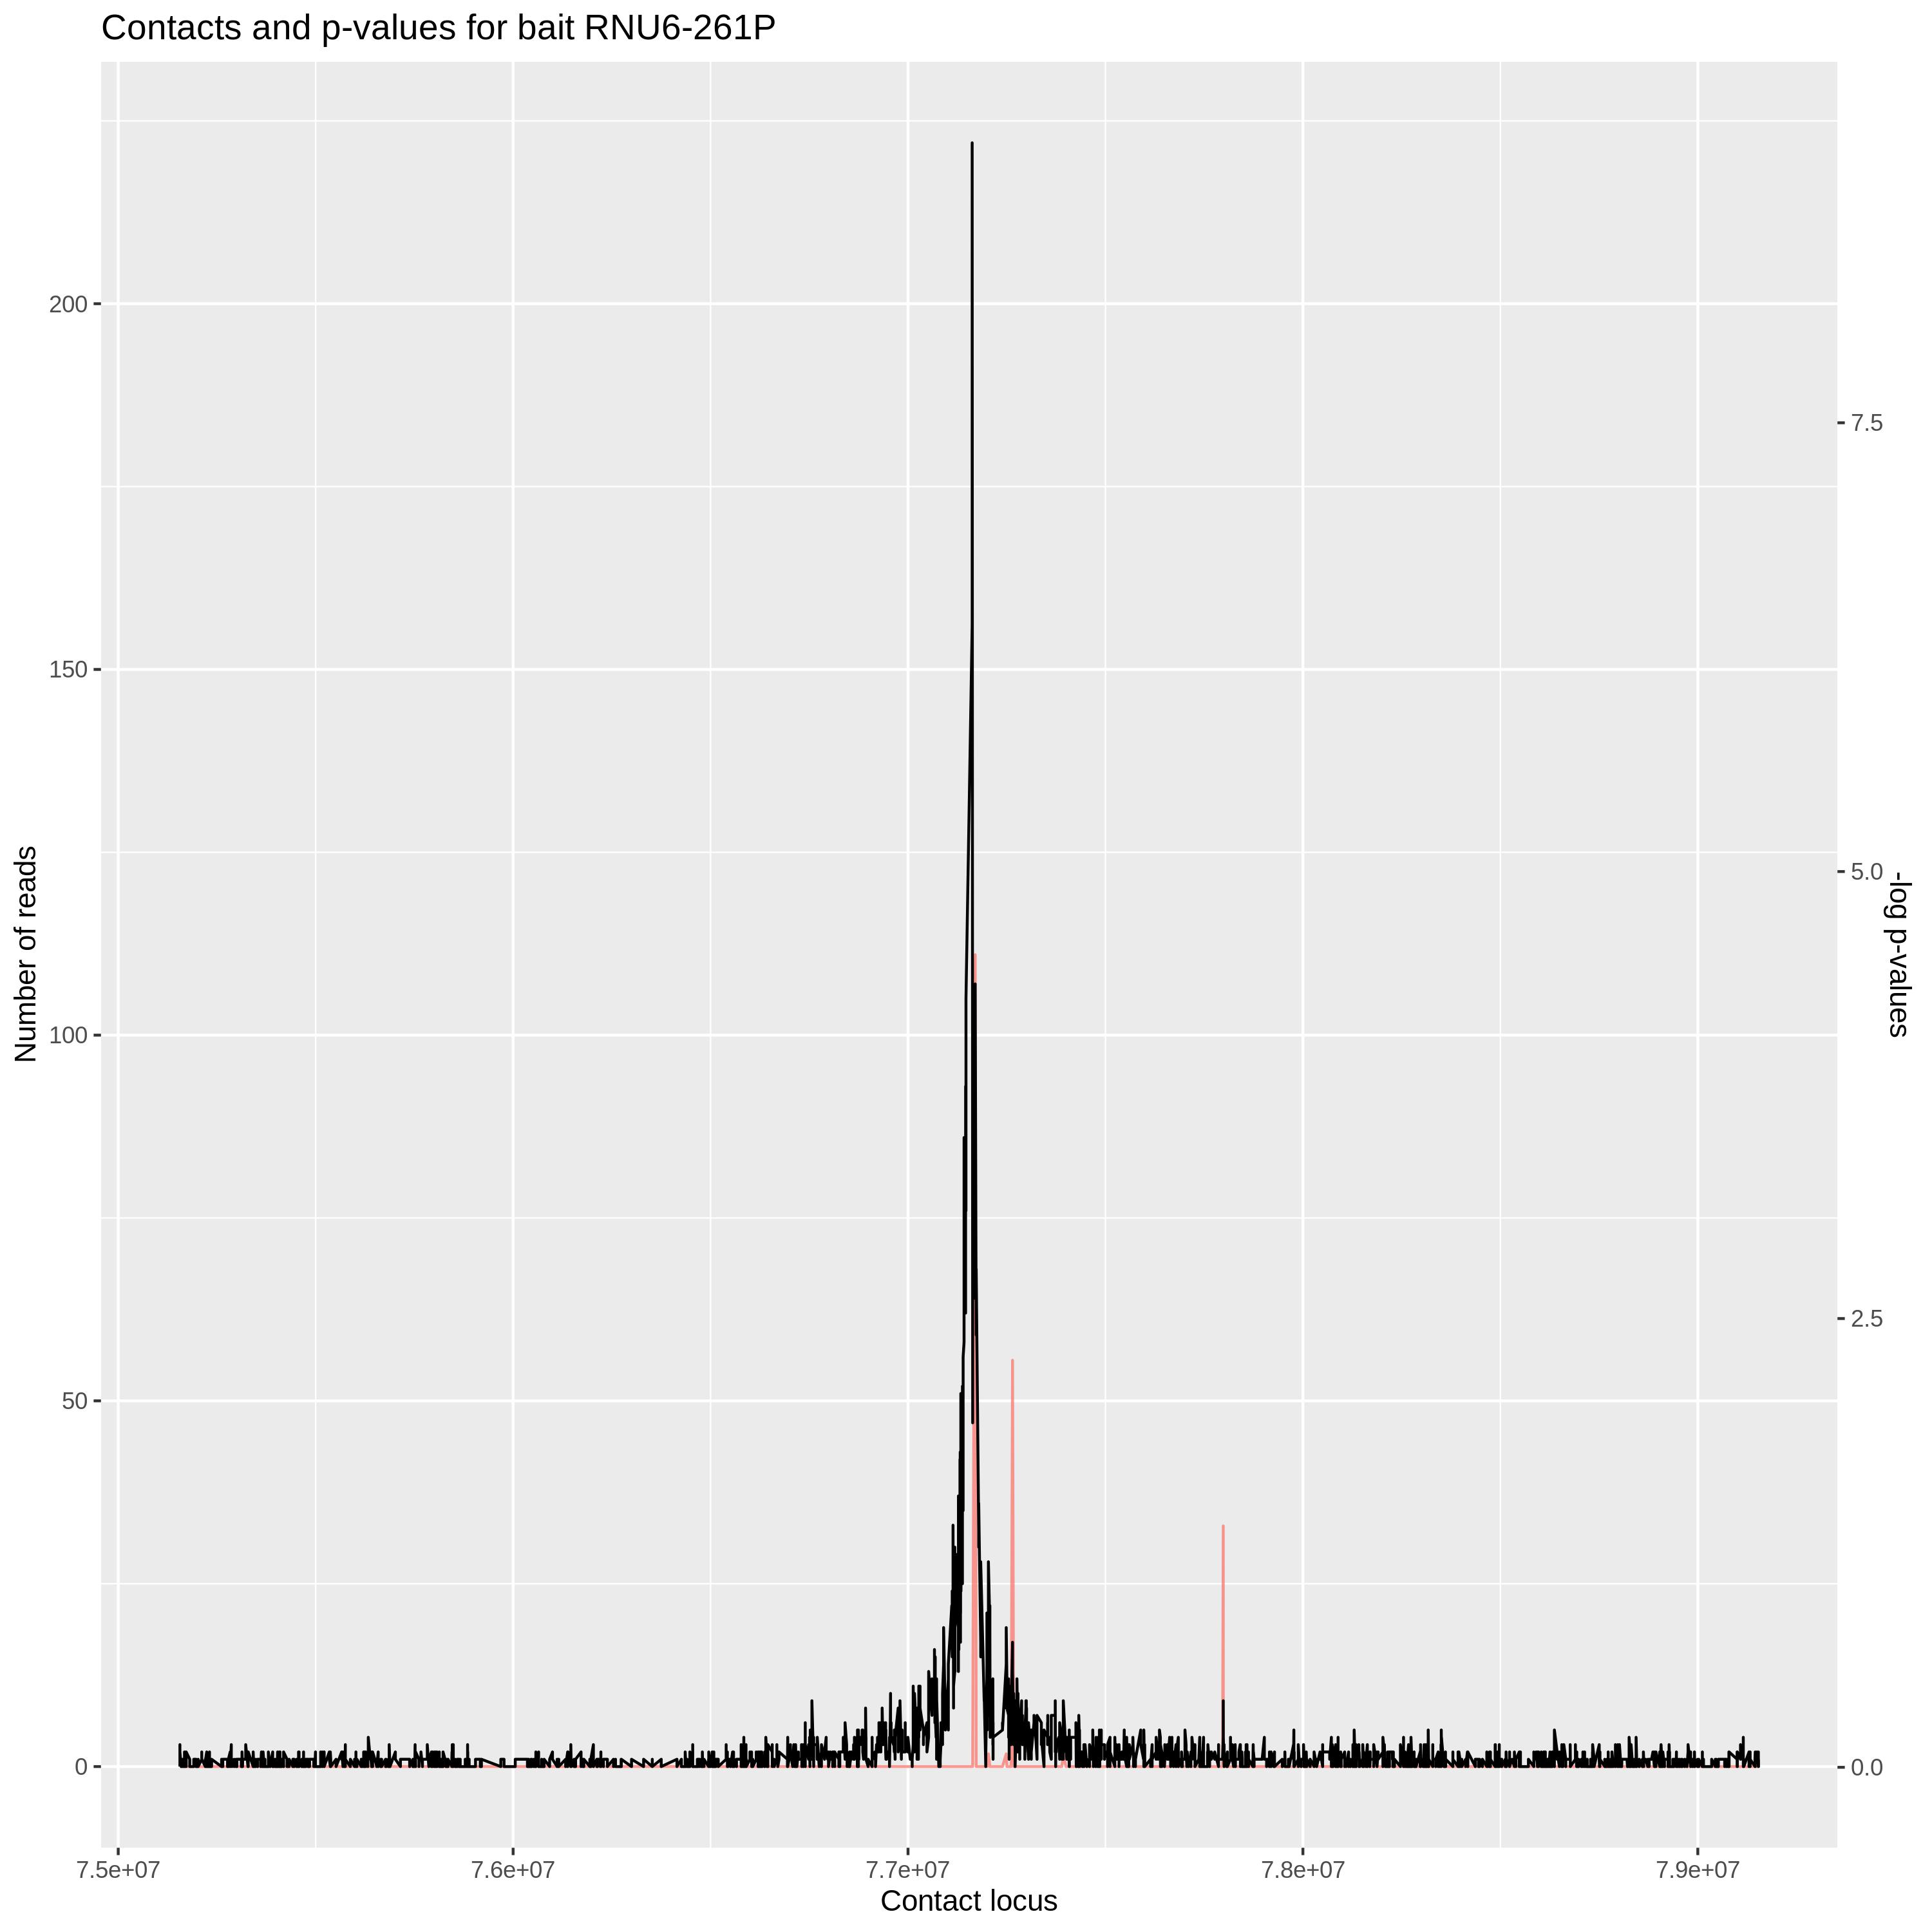 Contacts and p-values for bait RNU6-261P
200
150
100
50
0
Number of reads
7.5
5.0
2.5
0.0
-log p-values
7.5e+07 7.6e+07 7.7e+07 7.8e+07 7.9e+07
Contact locus